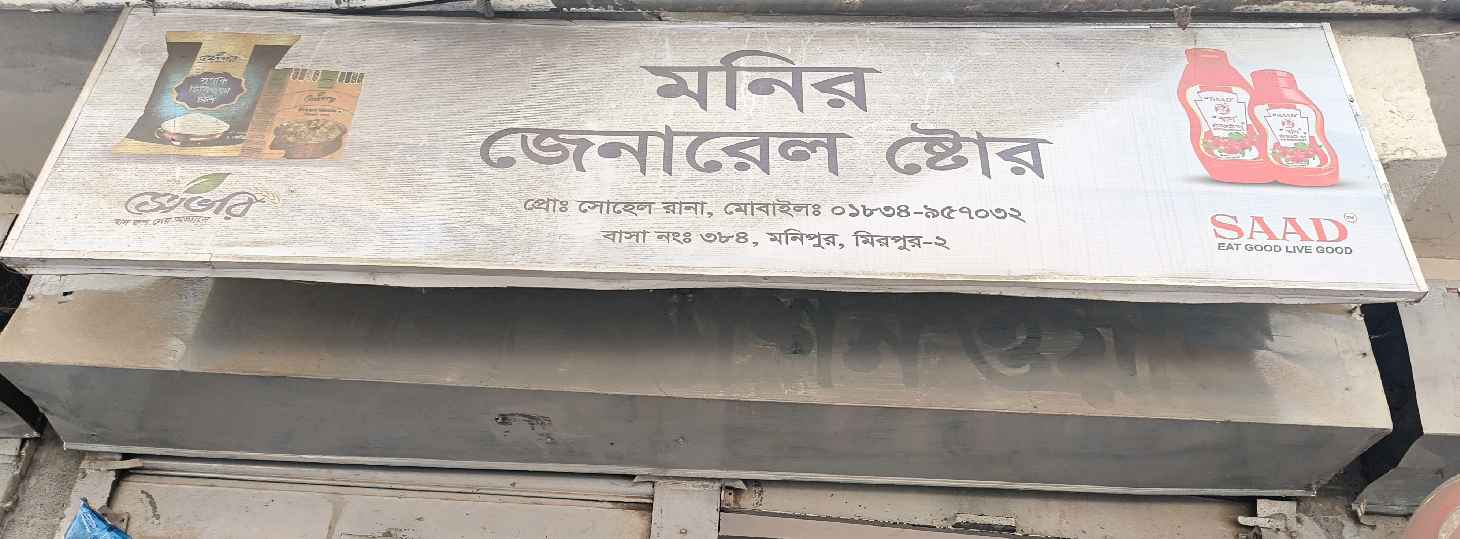 মনির
জেনারেল ষ্টোর
প্রোঃ সোহেল রানা, মোবাইলঃ ০১৮৩৪-৯৫৭০৩২
বাসা নংঃ ৩৮৪, মনিপুর, মিরপুর-২
SAAD
EAT GOOD LIVE GOOD